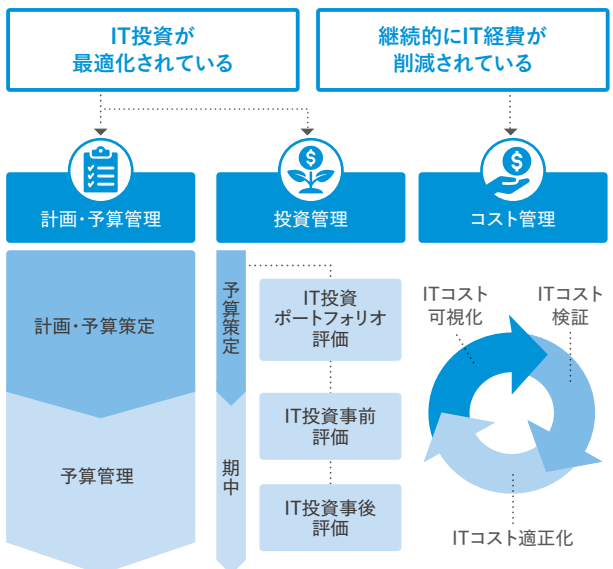 IT投資が
最適化されている
継続的にIT経費が
削減されている
計画・予算管理
投資管理
コスト管理
計画・予算策定
予算管理
予算策定
期中
IT投資
ポートフォリオ
評価
IT投資事前
評価
IT投資事後
評価
ITコスト
可視化
ITコスト
検証
ITコスト適正化